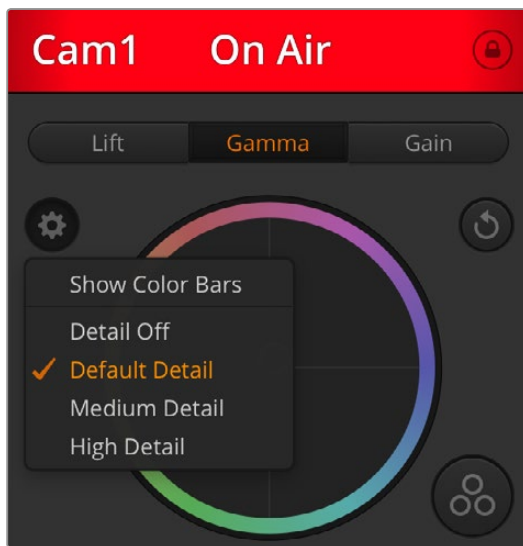 Cam1 On Air
Lift Gamma Gain
Show Color Bars
Detail Off
Default Detail
Medium Detail
High Detail